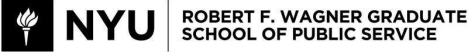 NYU
ROBERT F. WAGNER GRADUATE
SCHOOL OF PUBLIC SERVICE